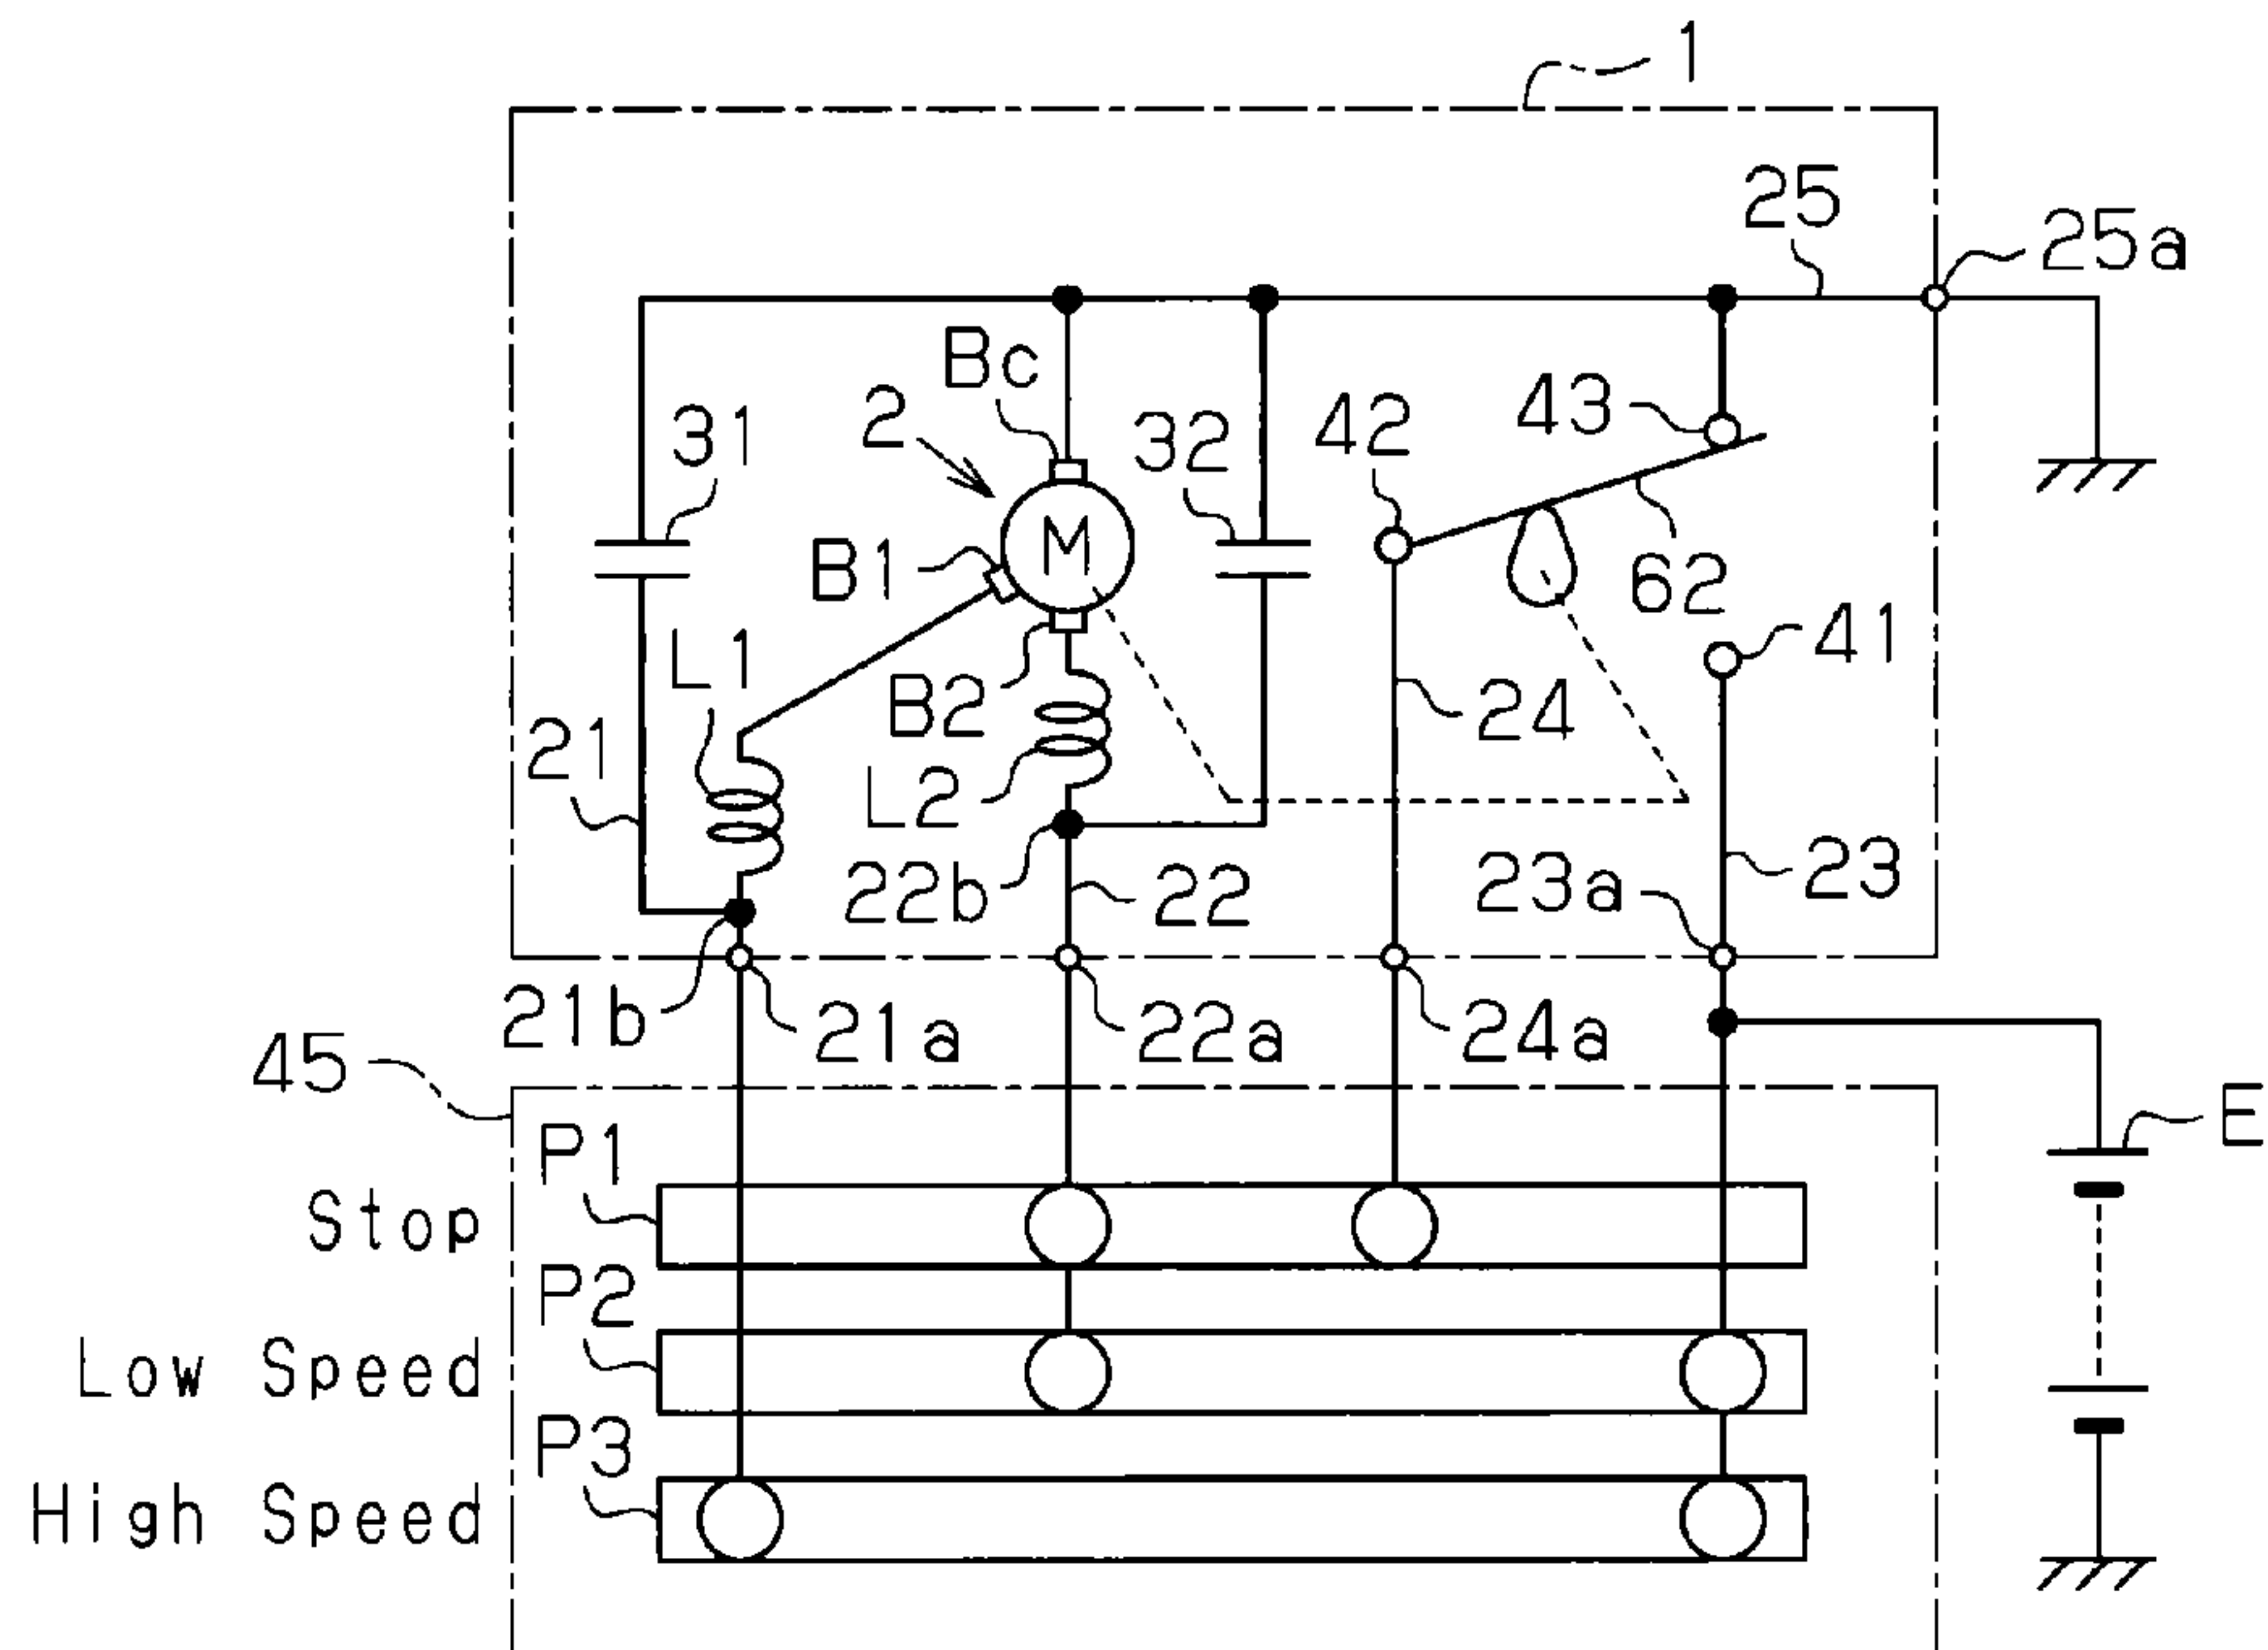 1
25
25a
Bc
43
42
2
32
31
M
B1
62
41
L1
B2
24
21
L2
22b
22
23a
23
21b
21a
22a
24a
45
E
P1
Stop
P2
Low Speed
P3
High Speed